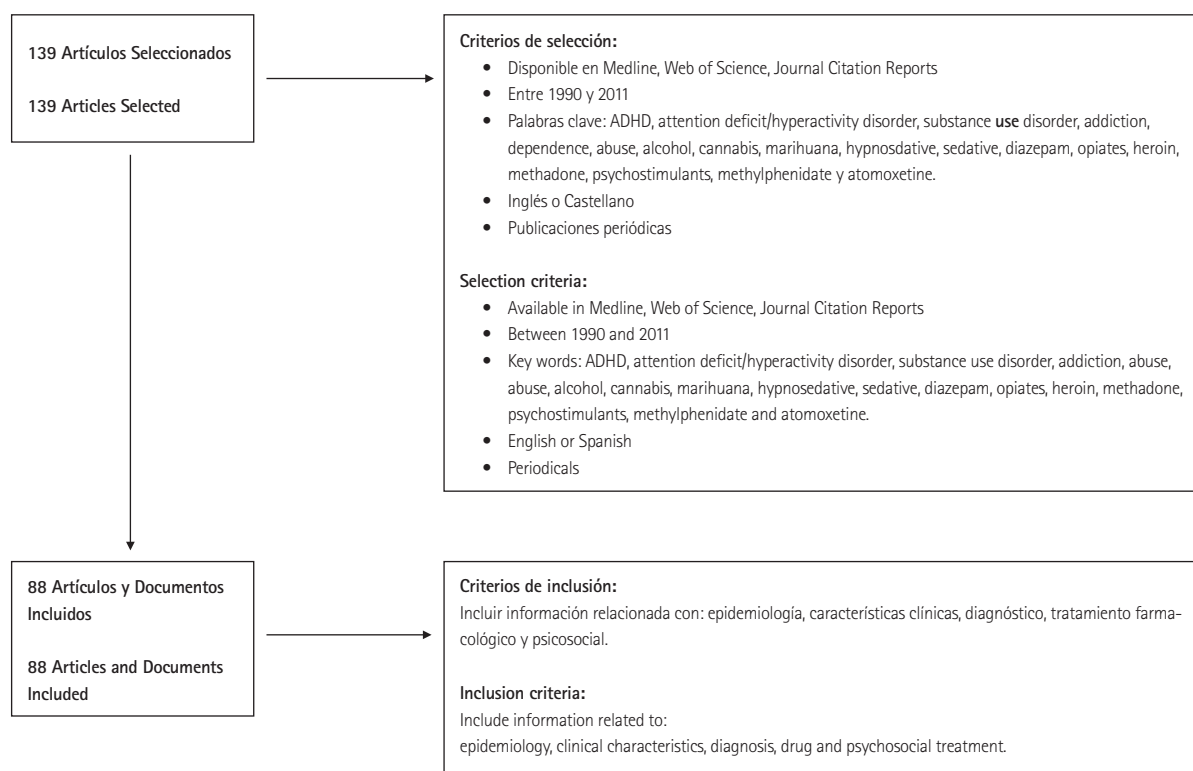 139 Artículos Seleccionados
139 Articles Selected
Criterios de selección:
• Disponible en Medline, Web of Science, Journal Citation Reports
• Entre 1990 y 2011
• Palabras clave: ADHD, attention deficit/hyperactivity disorder, substance use disorder, addiction,
dependence, abuse, alcohol, cannabis, marihuana, hypnosdative, sedative, diazepam, opiates, heroin,
methadone, psychostimulants, methylphenidate y atomoxetine.
• Inglés o Castellano
• Publicaciones periódicas
Selection criteria:
• Available in Medline, Web of Science, Journal Citation Reports
• Between 1990 and 2011
• Key words: ADHD, attention deficit/hyperactivity disorder, substance use disorder, addiction, abuse,
abuse, alcohol, cannabis, marihuana, hypnosedative, sedative, diazepam, opiates, heroin, methadone,
psychostimulants, methylphenidate and atomoxetine.
• English or Spanish
• Periodicals
88 Artículos y Documentos
Incluidos
88 Articles and Documents
Included
Criterios de inclusión:
Incluir información relacionada con: epidemiología, características clínicas, diagnóstico, tratamiento farma-
cológico y psicosocial.
Inclusion criteria:
Include information related to:
epidemiology, clinical characteristics, diagnosis, drug and psychosocial treatment.